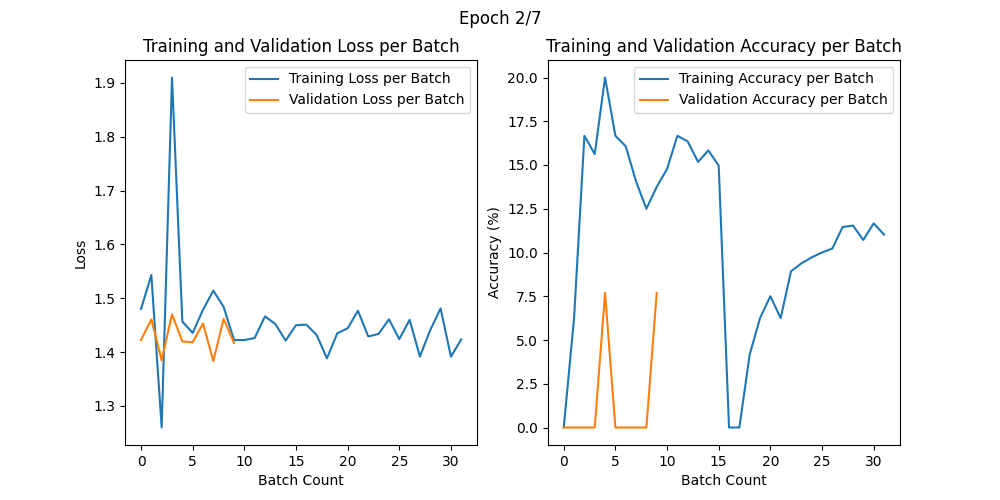 Epoch 2/7
Training and Validation Loss per Batch
Training Loss per Batch
Validation Loss per Batch
1.9
1.8
1.7
1.6
1.5
1.4
1.3
Loss
0
5
10
15
20
25
30
Batch Count
Training and Validation Accuracy per Batch
Training Accuracy per Batch
Validation Accuracy per Batch
20.0
17.5
15.0
12.5
10.0
7.5
5.0
2.5
0.0
Accuracy (%)
0
5
10
15
20
25
30
Batch Count